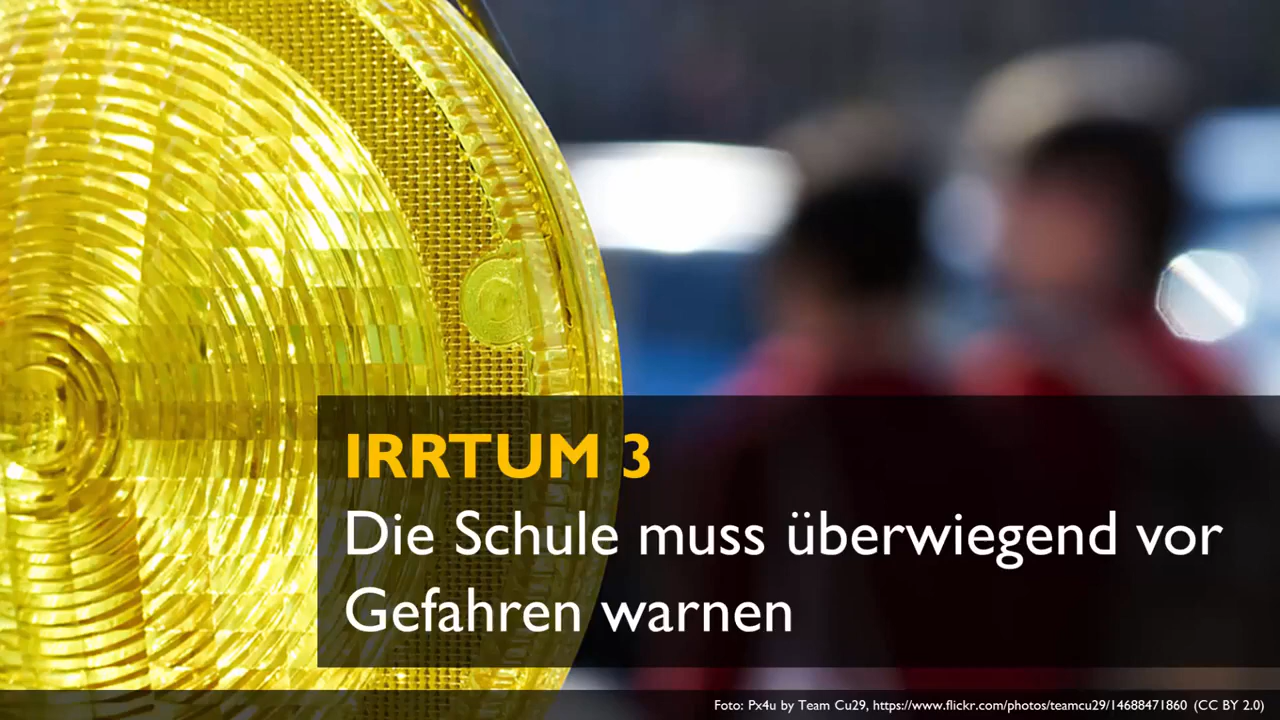 IRRTUM 3
Die Schule muss überwiegend vor
Gefahren warnen
Foto: Px4u by Team Cu29, https://www.flickr.com/photos/teamcu29/14688471860 (CC BY 2.0)